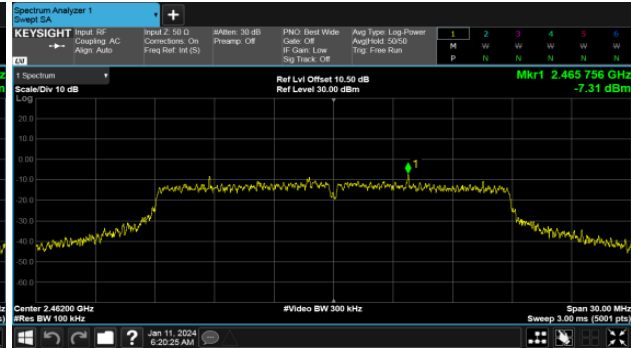 Spectrum Analyzer 1
Swept SA
+
KEYSIGHT Input: RF Input Z: 50 Ω #Atten: 30 dB PNO: Best Wide Avg Type: Log-Power 1 2 3 4 5 6
Coupling: AC Corrections: On Preamp: Off Gate: Off Avg|Hold: 50/50 M W W W W W
Align: Auto Freq Ref: Int (S) IF Gain: Low Trig: Free Run P N N N N N
LXI Sig Track: Off
1 Spectrum Ref Lvl Offset 10.50 dB Mkr1 2.465 756 GHz
Scale/Div 10 dB Ref Level 30.00 dBm -7.31 dBm
Log
20.0
10.0
0.00
1
-10.0
-20.0
-30.0
-40.0
-50.0
-60.0
Center 2.46200 GHz #Video BW 300 kHz Span 30.00 MHz
#Res BW 100 kHz Sweep 3.00 ms (5001 pts)
? Jan 11, 2024
6:20:25 AM